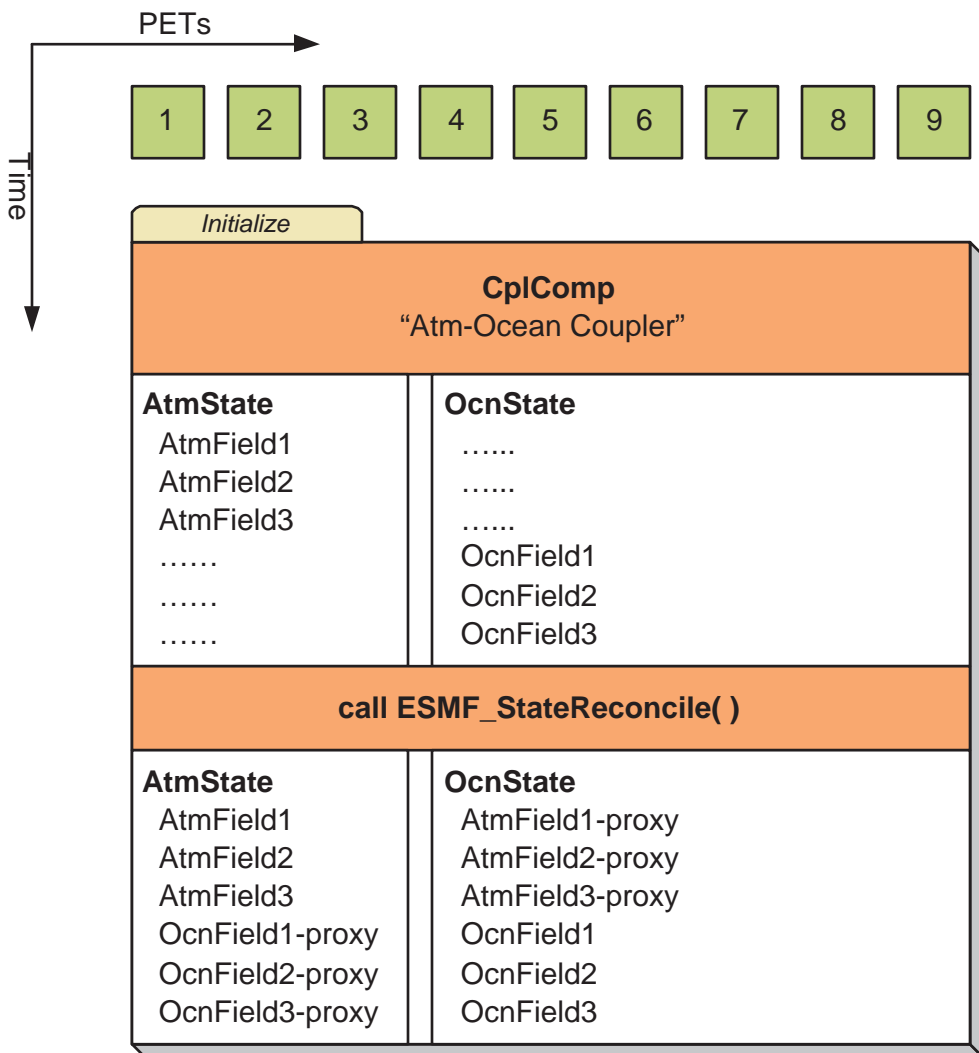 PETs
1 2 3 4 5 6 7 8 9
Time
Initialize
CplComp
“Atm-Ocean Coupler”
AtmState
AtmField1
AtmField2
AtmField3
……
……
……
OcnState
…...
…...
…...
OcnField1
OcnField2
OcnField3
call ESMF_StateReconcile( )
AtmState
AtmField1
AtmField2
AtmField3
OcnField1-proxy
OcnField2-proxy
OcnField3-proxy
OcnState
AtmField1-proxy
AtmField2-proxy
AtmField3-proxy
OcnField1
OcnField2
OcnField3